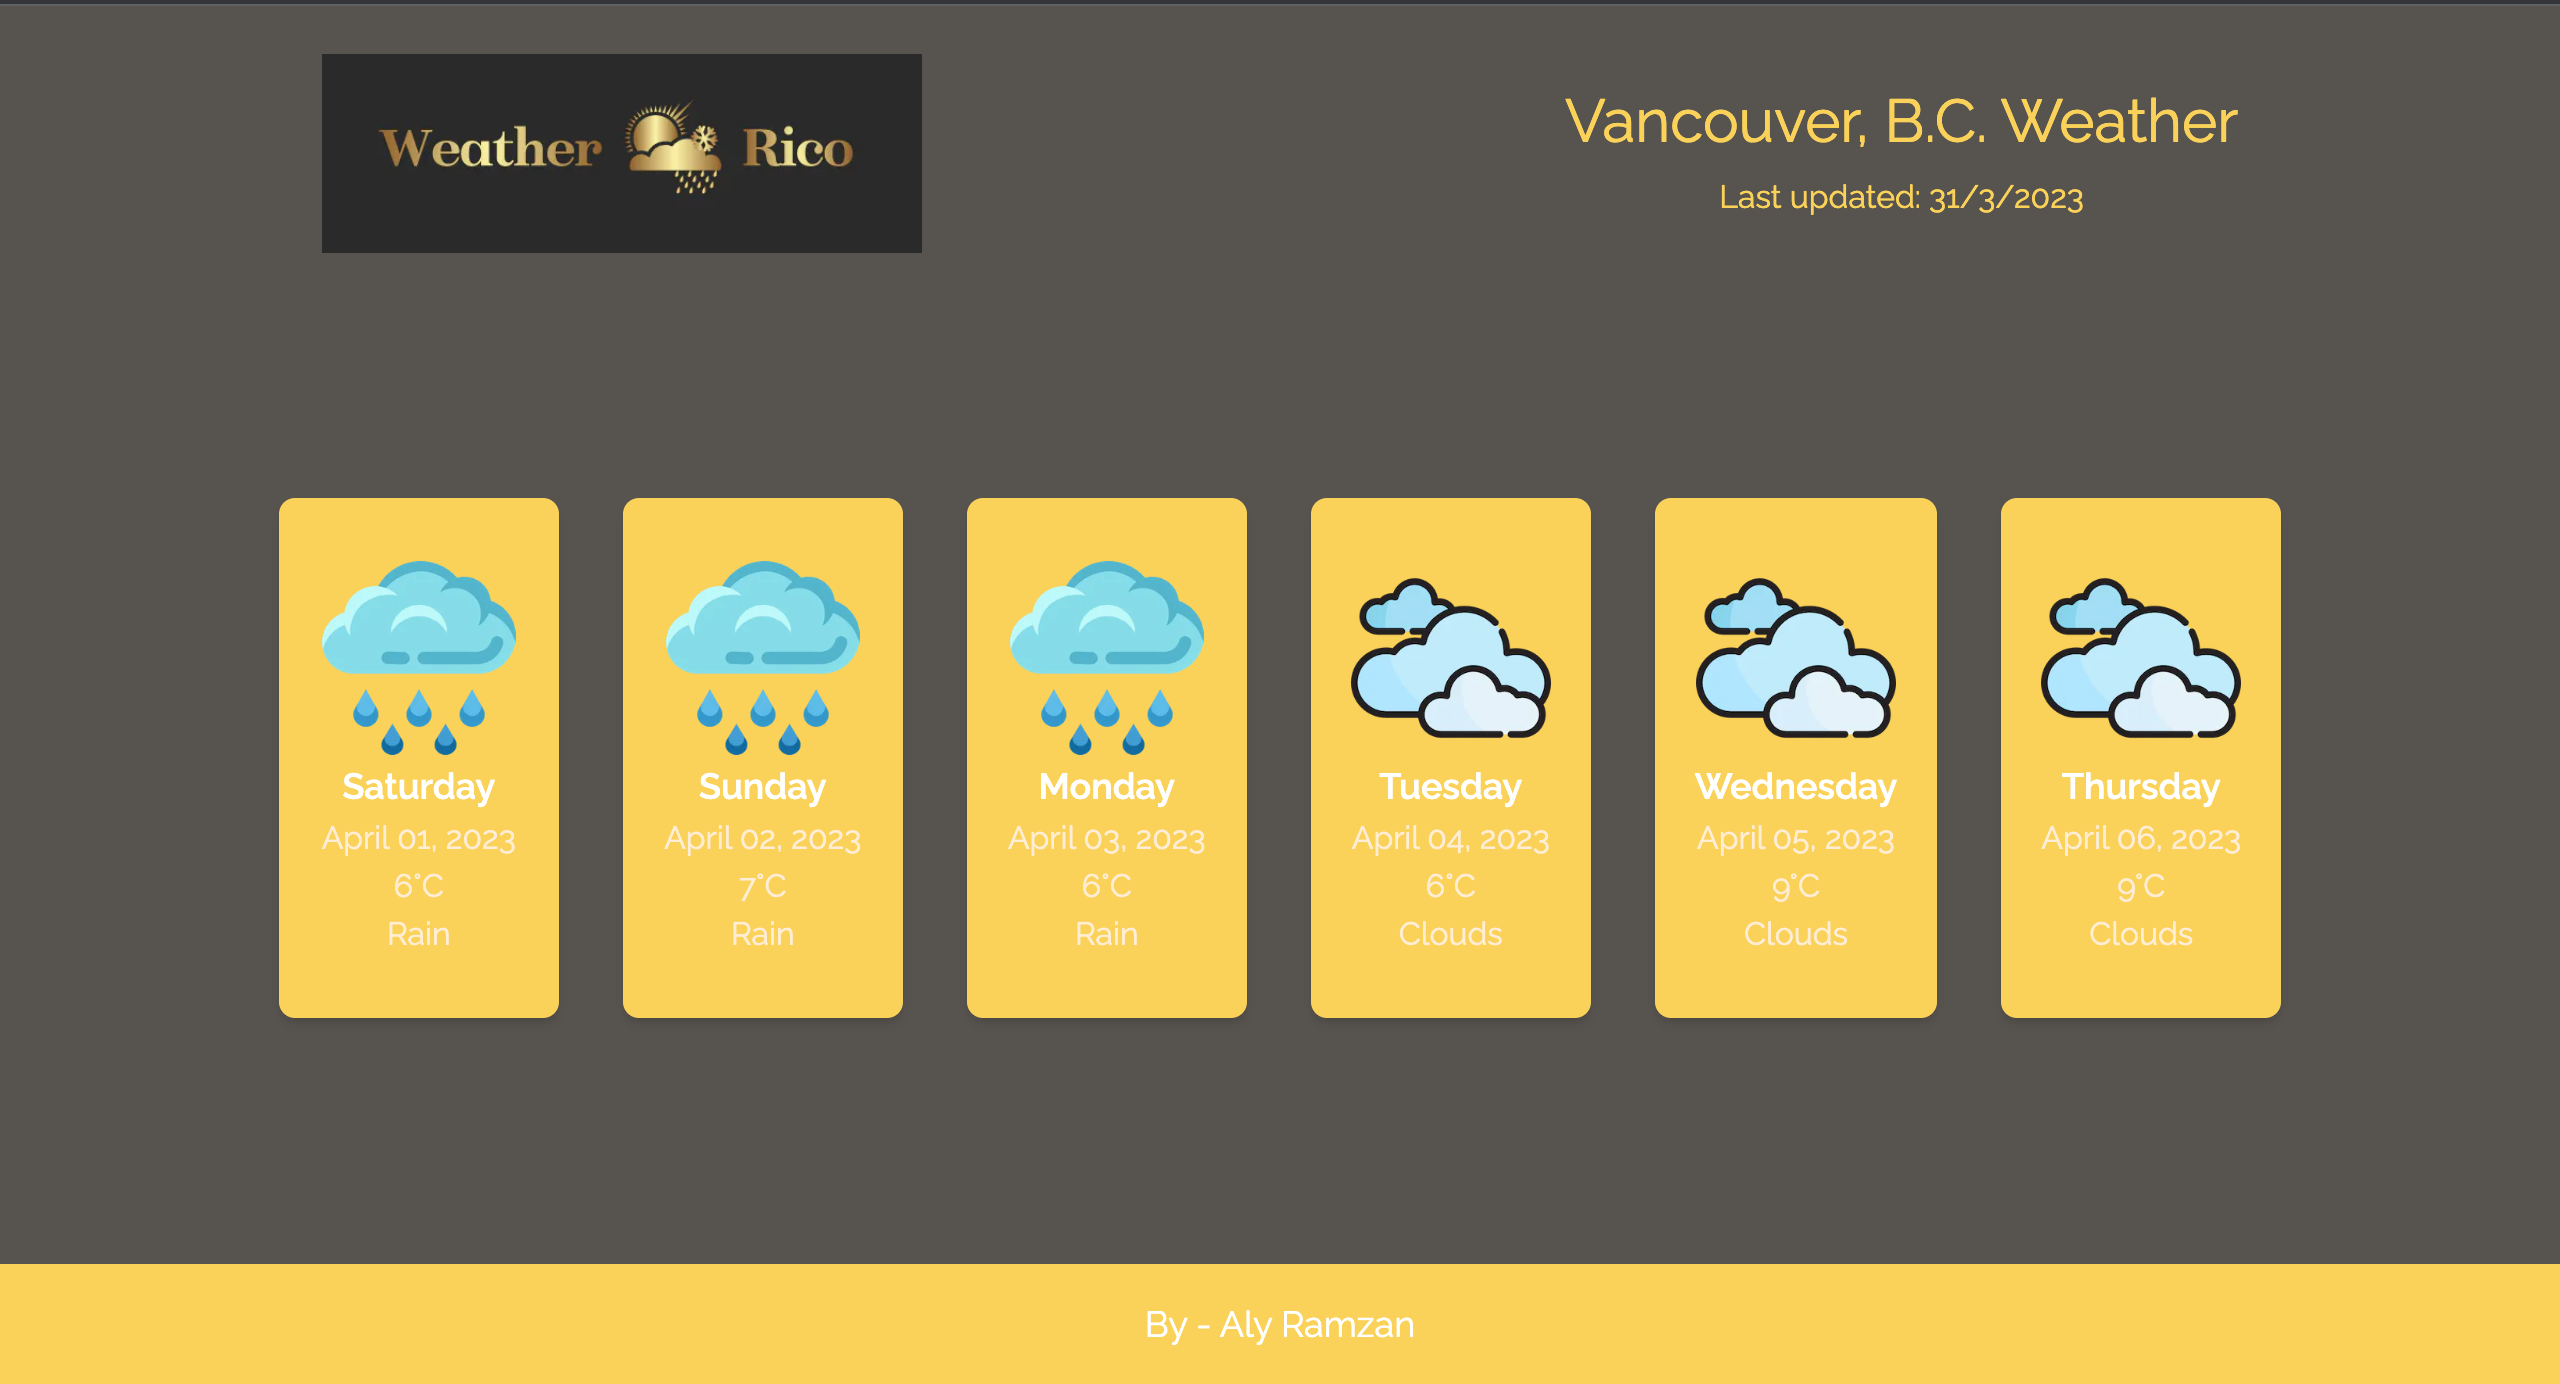 Weather Rico
Vancouver, B.C. Weather
Last updated: 31/3/2023
Saturday
April 01, 2023
6°C
Rain
Sunday
April 02, 2023
7°C
Rain
Monday
April 03, 2023
6°C
Rain
Tuesday
April 04, 2023
6°C
Clouds
Wednesday
April 05, 2023
9°C
Clouds
Thursday
April 06, 2023
9°C
Clouds
By - Aly Ramzan